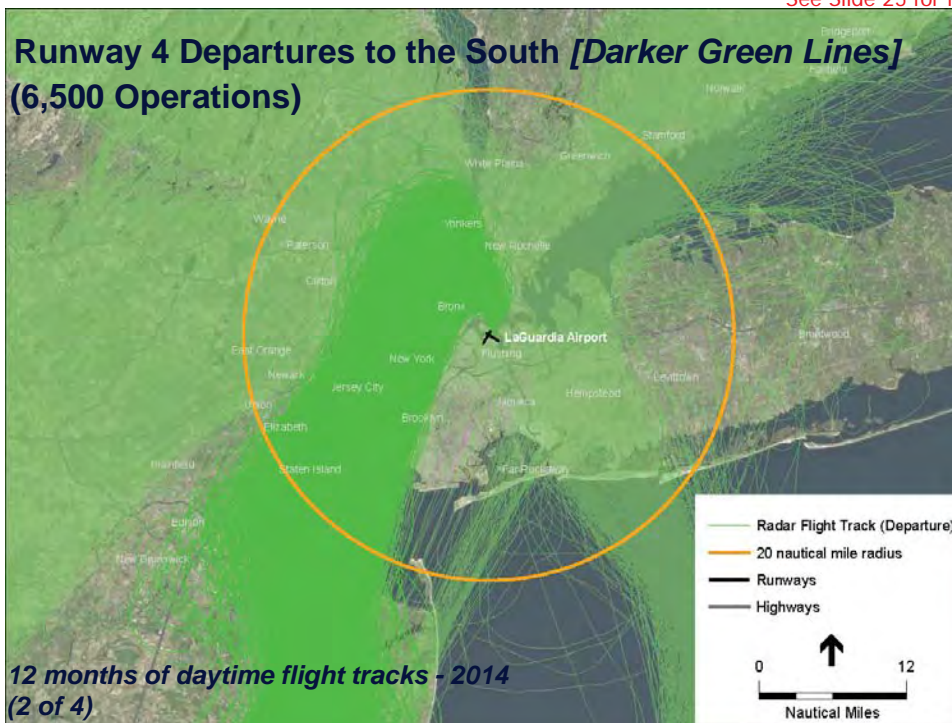 See Slide 25 for
Runway 4 Departures to the South [Darker Green Lines]
(6,500 Operations)
Bridgeport
Fairfield
Norwalk
Stamford
White Plains
Greenwich
Wayne
Yonkers
Paterson
New Rochelle
Clifton
Bronx
LaGuardia Airport
Flushing
Brentwood
East Orange
New York
Newark
Jersey City
Levittown
Hempstead
Union
Jamaica
Brooklyn
Elizabeth
Plainfield
Staten Island
Far Rockaway
Edison
New Brunswick
Radar Flight Track (Departure)
20 nautical mile radius
Runways
Highways
0 12
Nautical Miles
12 months of daytime flight tracks - 2014
(2 of 4)